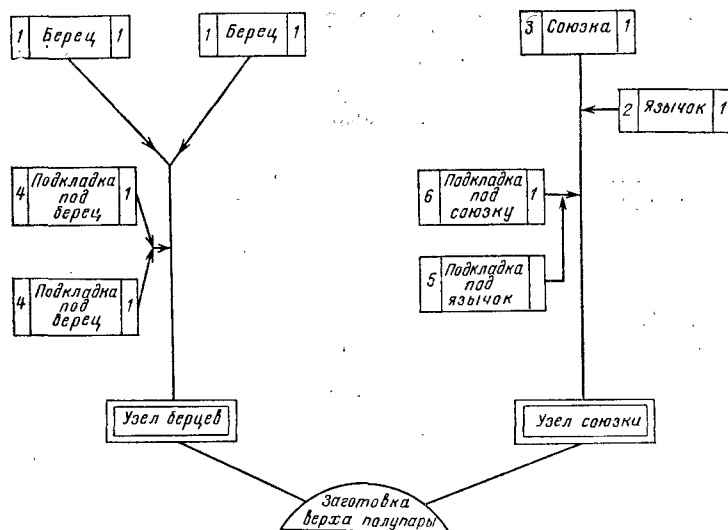 1 Берец 1
1 Берец 1
3 Союзка 1
2 Язычок 1
4 Подкладка 1
под
берец
6 Подкладка 1
под
союзку
4 Подкладка 1
под
верец
5 Подкладка
под
язычок
Узел берцев
Узел союзки
Заготовка
верха полупары